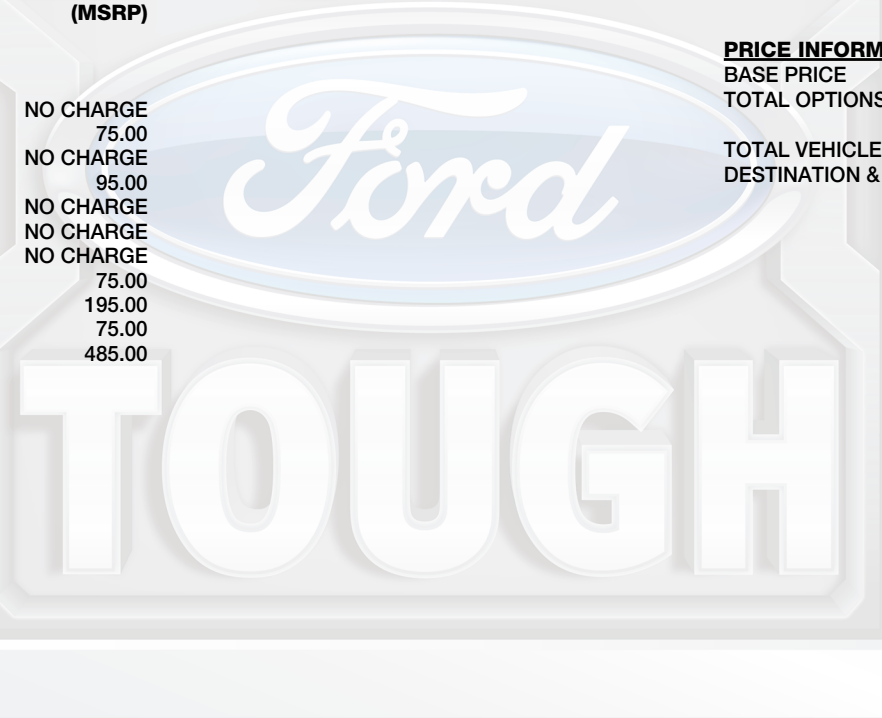 (MSRP)
NO CHARGE
75.00
NO CHARGE
95.00
NO CHARGE
NO CHARGE
NO CHARGE
75.00
195.00
75.00
485.00
PRICE INFORM
BASE PRICE
TOTAL OPTIONS
TOTAL VEHICLE
DESTINATION &
Ford
TOUGH